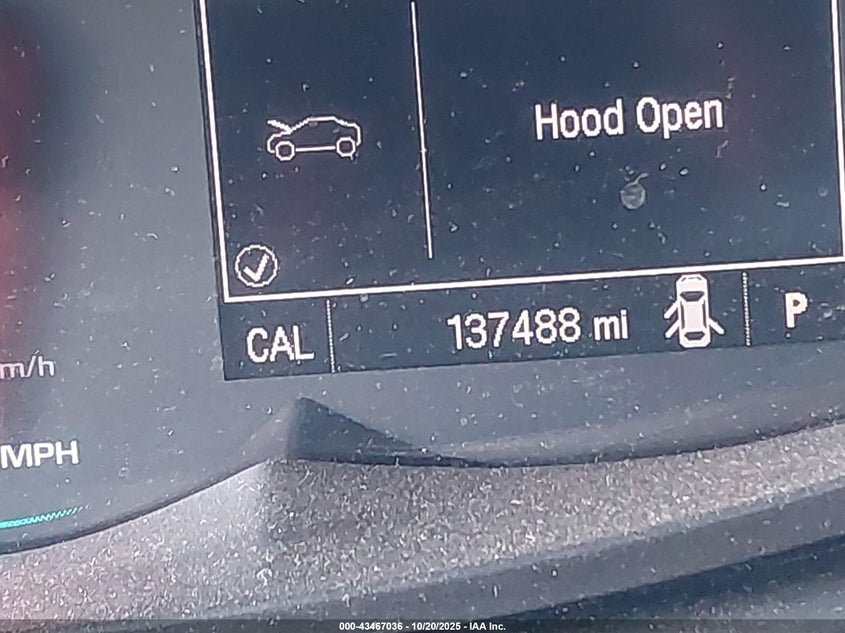 Hood Open
CAL 137488 mi P
m/h
MPH
000-43467036 - 10/20/2025 - IAA Inc.